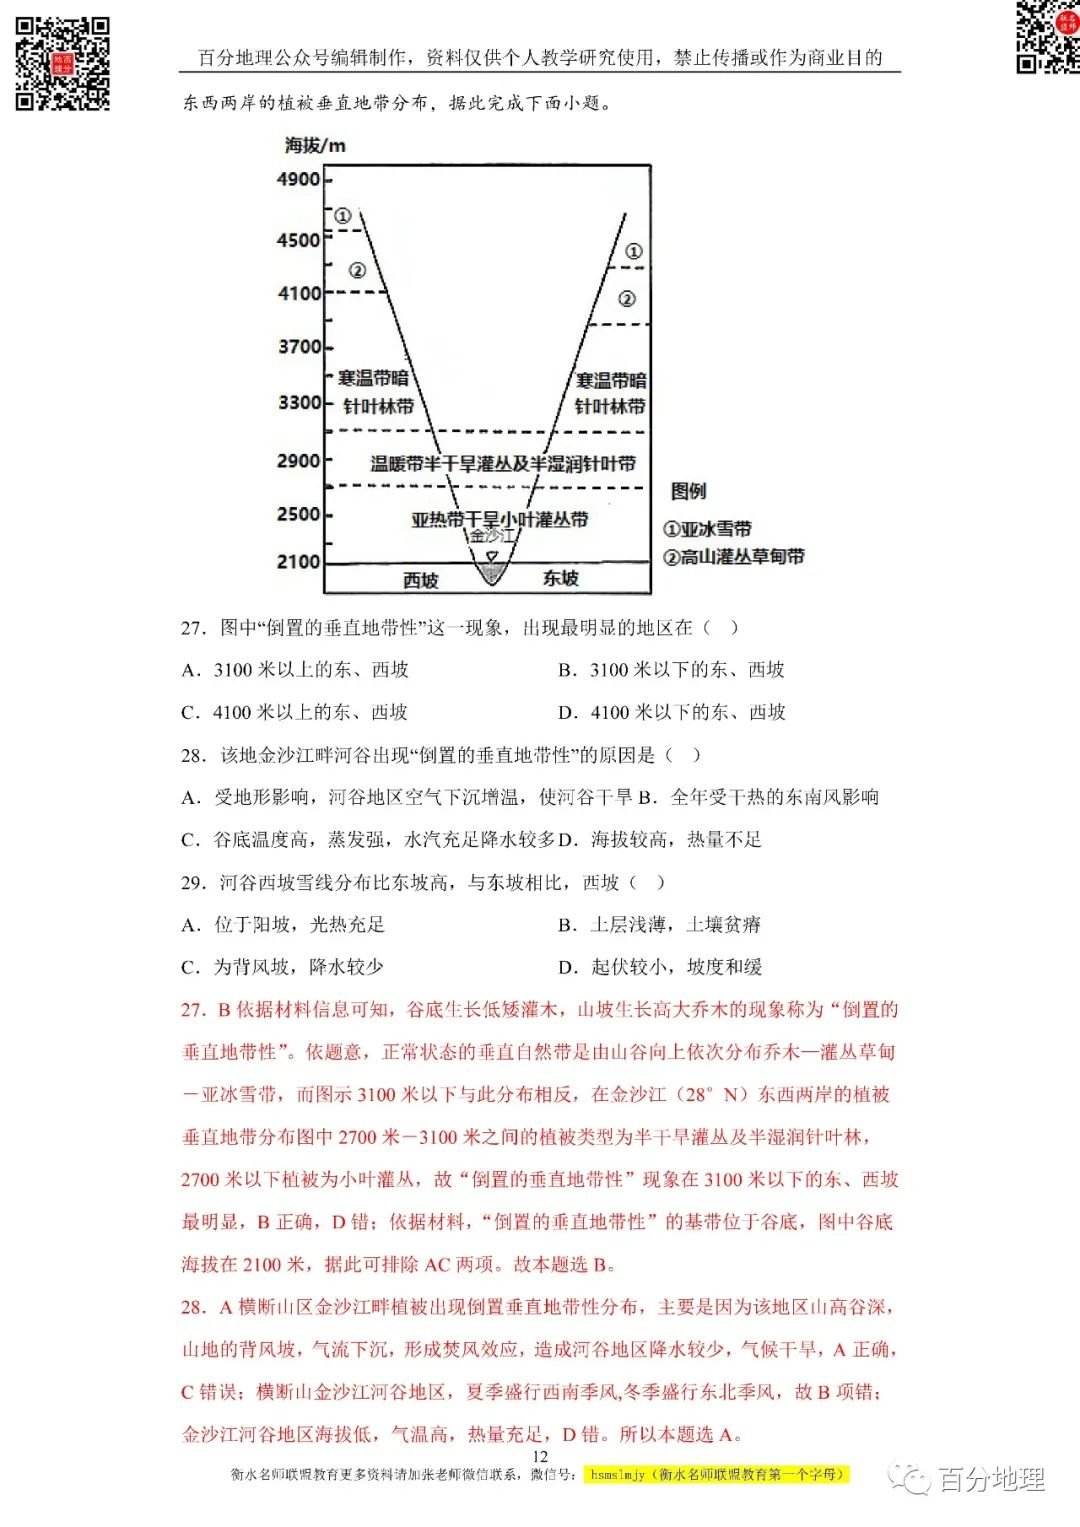 百分地理公众号编辑制作，资料仅供个人教学研究使用，禁止传播或作为商业目的
东西两岸的植被垂直地带分布，据此完成下面小题。
海拔/m
4900
①
4500
①
②
4100
②
3700
寒温带暗
针叶林带
寒温带暗
针叶林带
3300
2900
温暖带半干旱灌丛及半湿润针叶带
图例
2500
亚热带干旱小叶灌丛带
①亚冰雪带
金沙江
②高山灌丛草甸带
2100
西坡
东坡
27．图中“倒置的垂直地带性”这一现象，出现最明显的地区在（ ）
A．3100 米以上的东、西坡 B．3100 米以下的东、西坡
C．4100 米以上的东、西坡 D．4100 米以下的东、西坡
28．该地金沙江畔河谷出现“倒置的垂直地带性”的原因是（ ）
A．受地形影响，河谷地区空气下沉增温，使河谷干旱 B．全年受干热的东南风影响
C．谷底温度高，蒸发强，水汽充足降水较多 D．海拔较高，热量不足
29．河谷西坡雪线分布比东坡高，与东坡相比，西坡（ ）
A．位于阳坡，光热充足 B．土层浅薄，土壤贫瘠
C．为背风坡，降水较少 D．起伏较小，坡度和缓
27．B 依据材料信息可知，谷底生长低矮灌木，山坡生长高大乔木的现象称为“倒置的
垂直地带性”。依题意，正常状态的垂直自然带是由山谷向上依次分布乔木—灌丛草甸
－亚冰雪带，而图示 3100 米以下与此分布相反，在金沙江（28° N）东西两岸的植被
垂直地带分布图中 2700 米－3100 米之间的植被类型为半干旱灌丛及半湿润针叶林，
2700 米以下植被为小叶灌丛，故“倒置的垂直地带性”现象在 3100 米以下的东、西坡
最明显，B 正确，D 错；依据材料，“倒置的垂直地带性”的基带位于谷底，图中谷底
海拔在 2100 米，据此可排除 AC 两项。故本题选 B。
28．A 横断山区金沙江畔植被出现倒置垂直地带性分布，主要是因为该地区山高谷深，
山地的背风坡，气流下沉，形成焚风效应，造成河谷地区降水较少，气候干旱，A 正确，
C 错误；横断山金沙江河谷地区，夏季盛行西南季风,冬季盛行东北季风，故 B 项错；
金沙江河谷地区海拔低，气温高，热量充足，D 错。所以本题选 A。
12
衡水名师联盟教育更多资料请加张老师微信联系，微信号： hsmslmjy（衡水名师联盟教育第一个字母）
百分地理